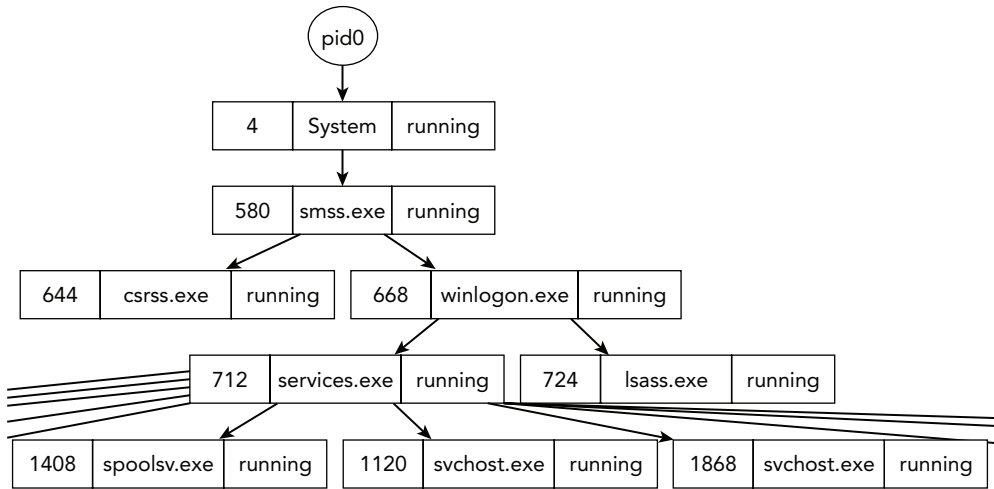 pid0
4 System running
580 smss.exe running
644 csrss.exe running 668 winlogon.exe running
712 services.exe running 724 lsass.exe running
1408 spoolsv.exe running 1120 svchost.exe running 1868 svchost.exe running